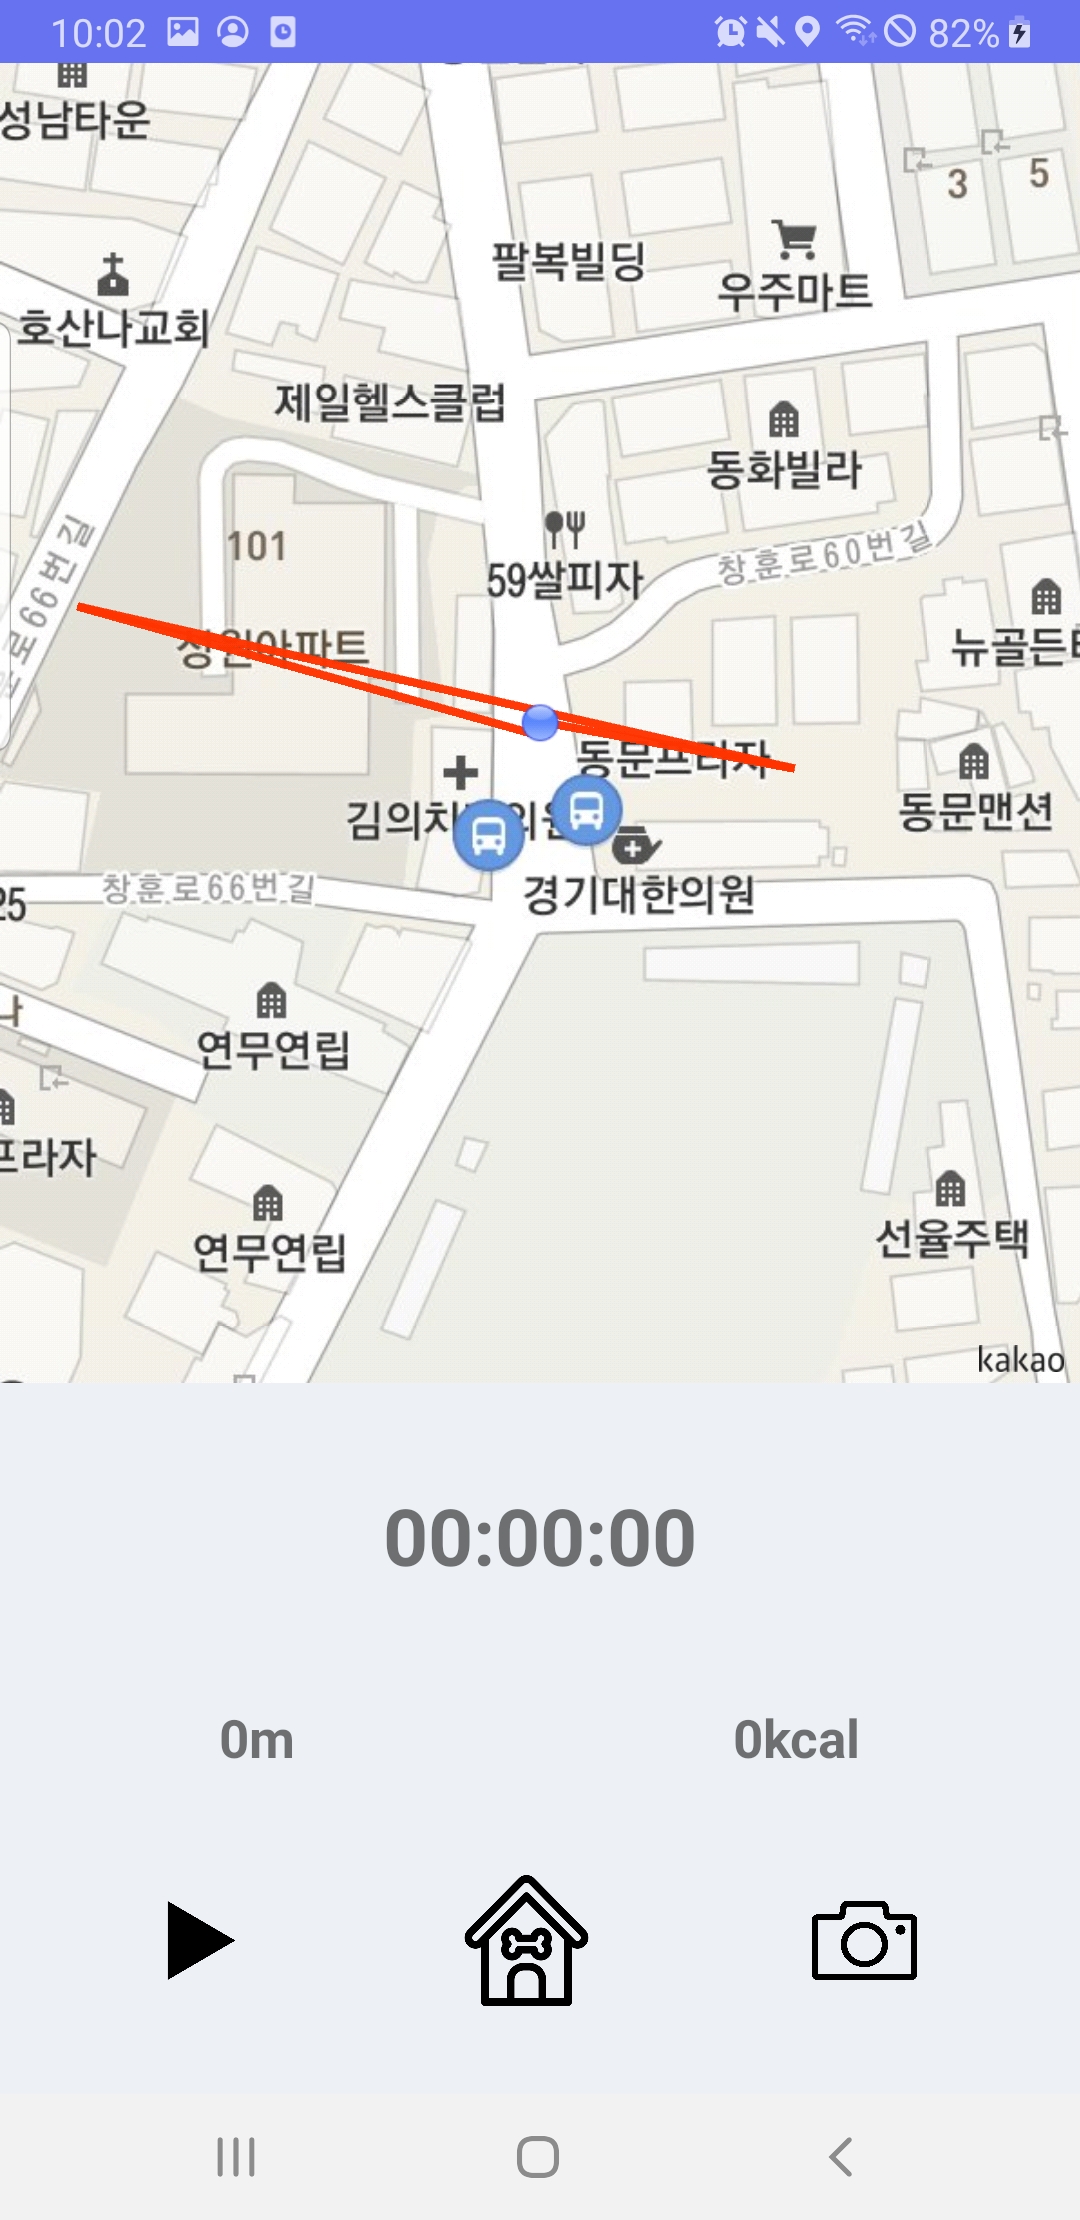 10:02
82%
성남타운
3
5
팔복빌딩
우주마트
호산나교회
제일헬스클럽
동화빌라
101
창훈로60번길
59쌀피자
로66번길
창원아파트
뉴골든
동문프라자
동문맨션
김의치
의원
경기대한의원
창훈로66번길
25
나
연무연립
프라자
연무연립
선율주택
kakao
00:00:00
0m
0kcal